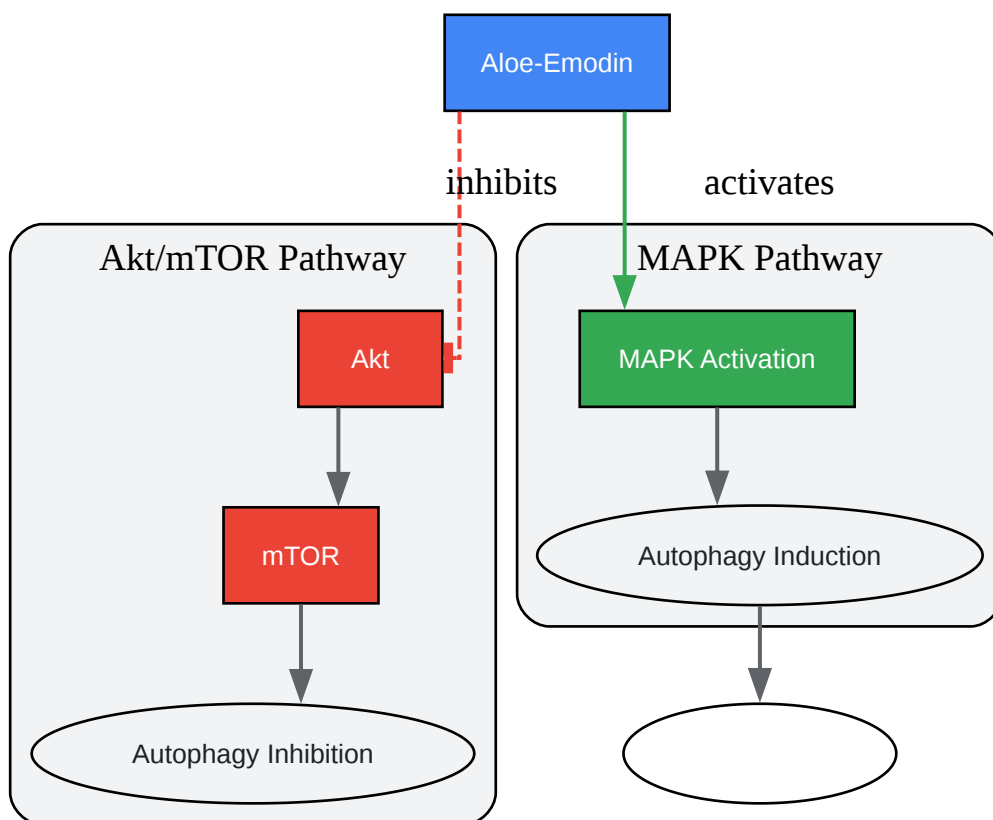 Aloe-Emodin
inhibits
activates
Akt/mTOR Pathway
MAPK Pathway
Akt
MAPK Activation
mTOR
Autophagy Induction
Autophagy Inhibition